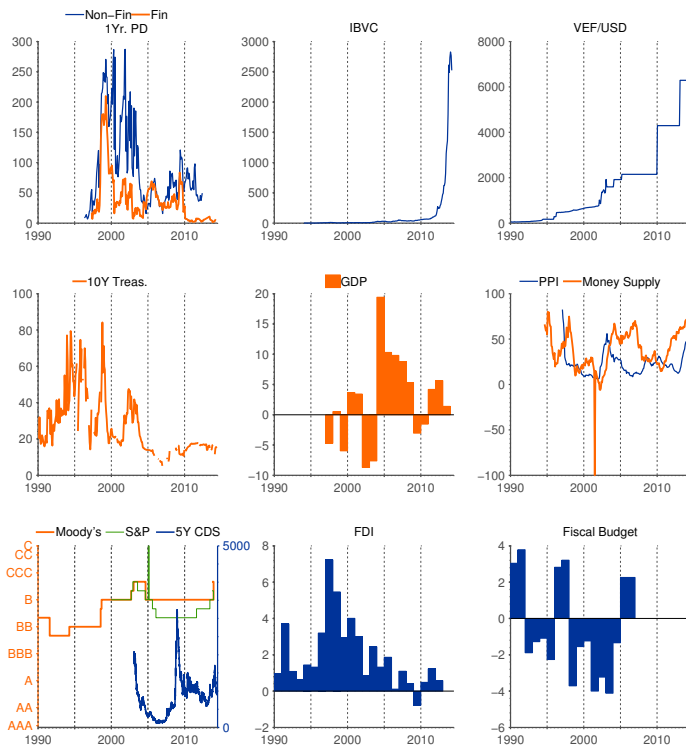 Non−Fin Fin
1Yr. PD
IBVC
VEF/USD
300
250
200
150
100
50
0
1990 2000 2010
3000
2500
2000
1500
1000
500
0
1990 2000 2010
8000
6000
4000
2000
0
1990 2000 2010
10Y Treas.
GDP
PPI Money Supply
100
80
60
40
20
0
1990 2000 2010
20
15
10
5
0
−5
−10
1990 2000 2010
100
50
0
−50
−100
1990 2000 2010
Moody's S&P 5Y CDS
FDI
Fiscal Budget
C
CC
CCC
B
BB
BBB
A
AA
AAA
5000
0
1990 2000 2010
8
6
4
2
0
−2
1990 2000 2010
4
2
0
−2
−4
−6
1990 2000 2010